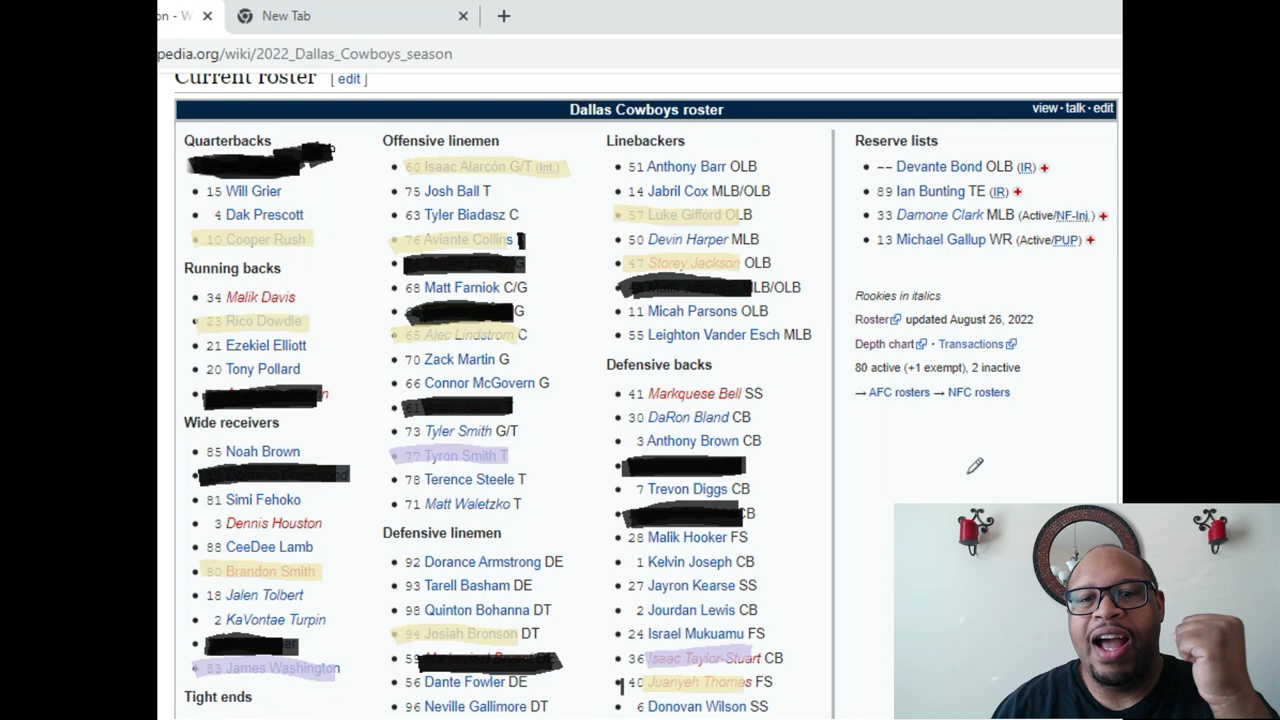 on - W
New Tab
pedia.org/wiki/2022_Dallas_Cowboys_season
Current roster [ edit ]
Dallas Cowboys roster
view · talk · edit
Quarterbacks
15 Will Grier
4 Dak Prescott
10 Cooper Rush
Running backs
34 Malik Davis
23 Rico Dowdle
21 Ezekiel Elliott
20 Tony Pollard
Wide receivers
85 Noah Brown
81 Simi Fehoko
3 Dennis Houston
88 CeeDee Lamb
80 Brandon Smith
18 Jalen Tolbert
2 KaVontae Turpin
83 James Washington
Tight ends
Offensive linemen
60 Isaac Alarcón G/T (Int.)
75 Josh Ball T
63 Tyler Biadasz C
76 Aviante Collins
68 Matt Farniok C/G
G
65 Alec Lindstrom C
70 Zack Martin G
66 Connor McGovern G
73 Tyler Smith G/T
77 Tyron Smith T
78 Terence Steele T
71 Matt Waletzko T
Defensive linemen
92 Dorance Armstrong DE
93 Tarell Basham DE
98 Quinton Bohanna DT
94 Josiah Bronson DT
59
56 Dante Fowler DE
96 Neville Gallimore DT
Linebackers
51 Anthony Barr OLB
14 Jabril Cox MLB/OLB
57 Luke Gifford OLB
50 Devin Harper MLB
47 Storey Jackson OLB
MLB/OLB
11 Micah Parsons OLB
55 Leighton Vander Esch MLB
Defensive backs
41 Markquese Bell SS
30 DaRon Bland CB
3 Anthony Brown CB
7 Trevon Diggs CB
CB
28 Malik Hooker FS
1 Kelvin Joseph CB
27 Jayron Kearse SS
2 Jourdan Lewis CB
24 Israel Mukuamu FS
36 Isaac Taylor-Stuart CB
40 Juanyeh Thomas FS
6 Donovan Wilson SS
Reserve lists
-- Devante Bond OLB (IR)
89 Ian Bunting TE (IR)
33 Damone Clark MLB (Active/NF-Inj.)
13 Michael Gallup WR (Active/PUP)
Rookies in italics
Roster updated August 26, 2022
Depth chart · Transactions
80 active (+1 exempt), 2 inactive
→ AFC rosters → NFC rosters